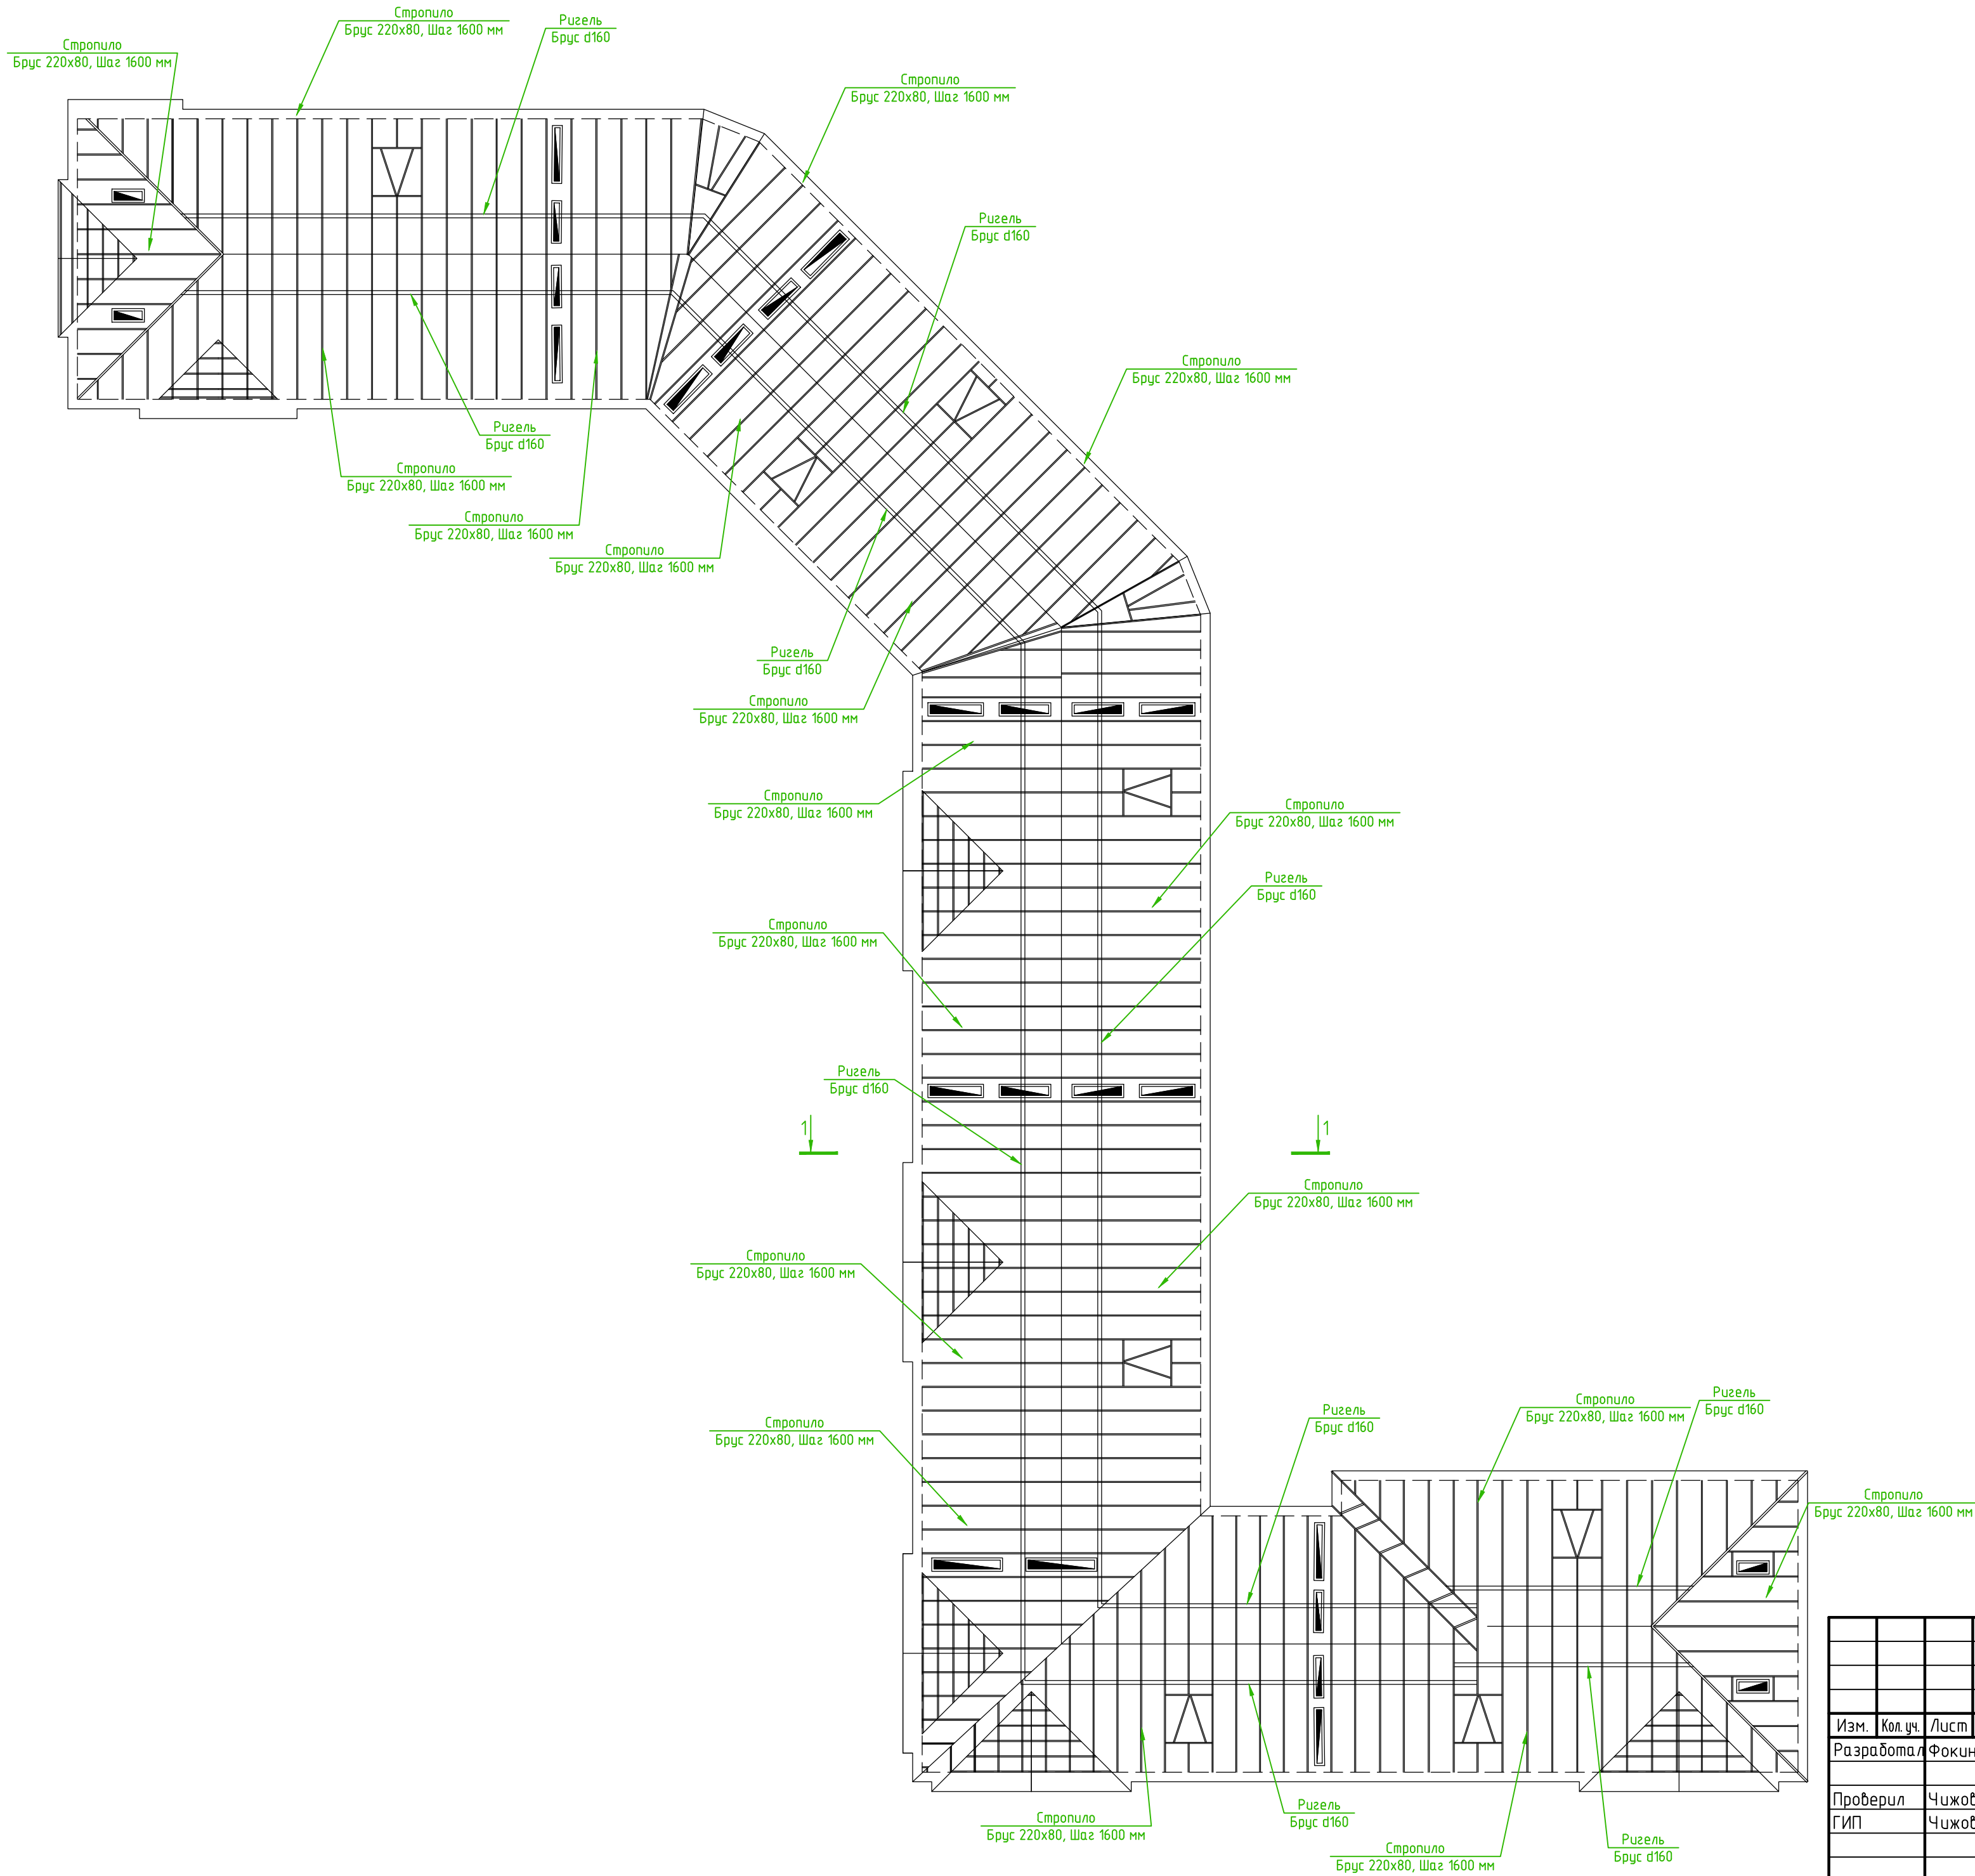 Стропило
Брус 220х80, Шаг 1600 мм
Ригель
Брус d160
Стропило
Брус 220х80, Шаг 1600 мм
Стропило
Брус 220х80, Шаг 1600 мм
Ригель
Брус d160
Стропило
Брус 220х80, Шаг 1600 мм
Ригель
Брус d160
Стропило
Брус 220х80, Шаг 1600 мм
Стропило
Брус 220х80, Шаг 1600 мм
Стропило
Брус 220х80, Шаг 1600 мм
Ригель
Брус d160
Стропило
Брус 220х80, Шаг 1600 мм
Стропило
Брус 220х80, Шаг 1600 мм
Стропило
Брус 220х80, Шаг 1600 мм
Ригель
Брус d160
Стропило
Брус 220х80, Шаг 1600 мм
Ригель
Брус d160
1
1
Стропило
Брус 220х80, Шаг 1600 мм
Стропило
Брус 220х80, Шаг 1600 мм
Ригель
Брус d160
Стропило
Брус 220х80, Шаг 1600 мм
Ригель
Брус d160
Стропило
Брус 220х80, Шаг 1600 мм
Стропило
Брус 220х80, Шаг 1600 мм
Изм. Кол. уч. Лист
Разработал Фокин
Проверил Чижов
ГИП Чижов
Ригель
Брус d160
Стропило
Брус 220х80, Шаг 1600 мм
Ригель
Брус d160
Стропило
Брус 220х80, Шаг 1600 мм